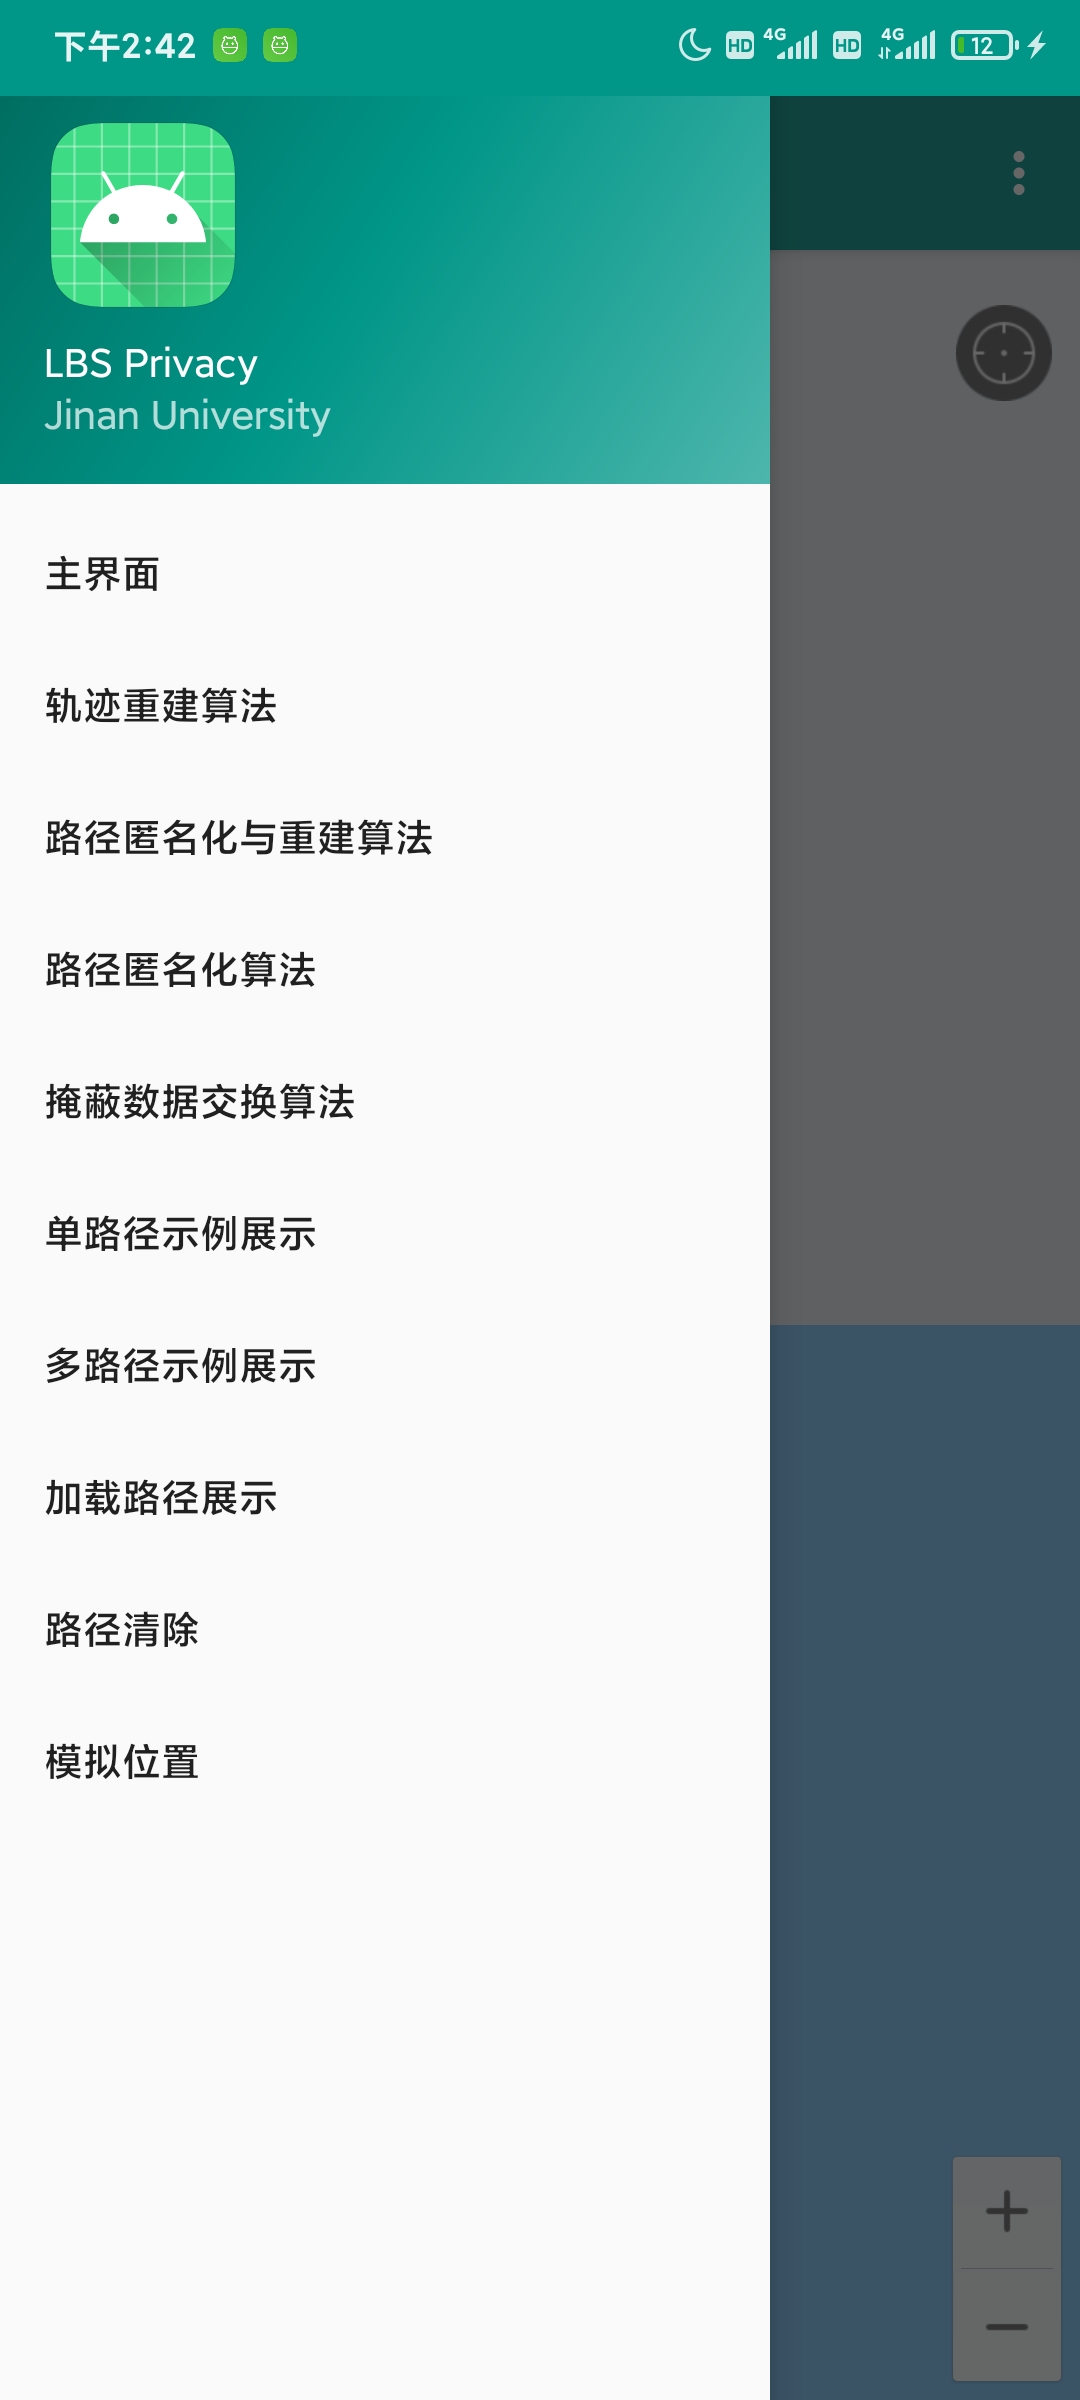 下午2:42
HD 4G HD 4G 12
LBS Privacy
Jinan University
主界面
轨迹重建算法
路径匿名化与重建算法
路径匿名化算法
掩蔽数据交换算法
单路径示例展示
多路径示例展示
加载路径展示
路径清除
模拟位置